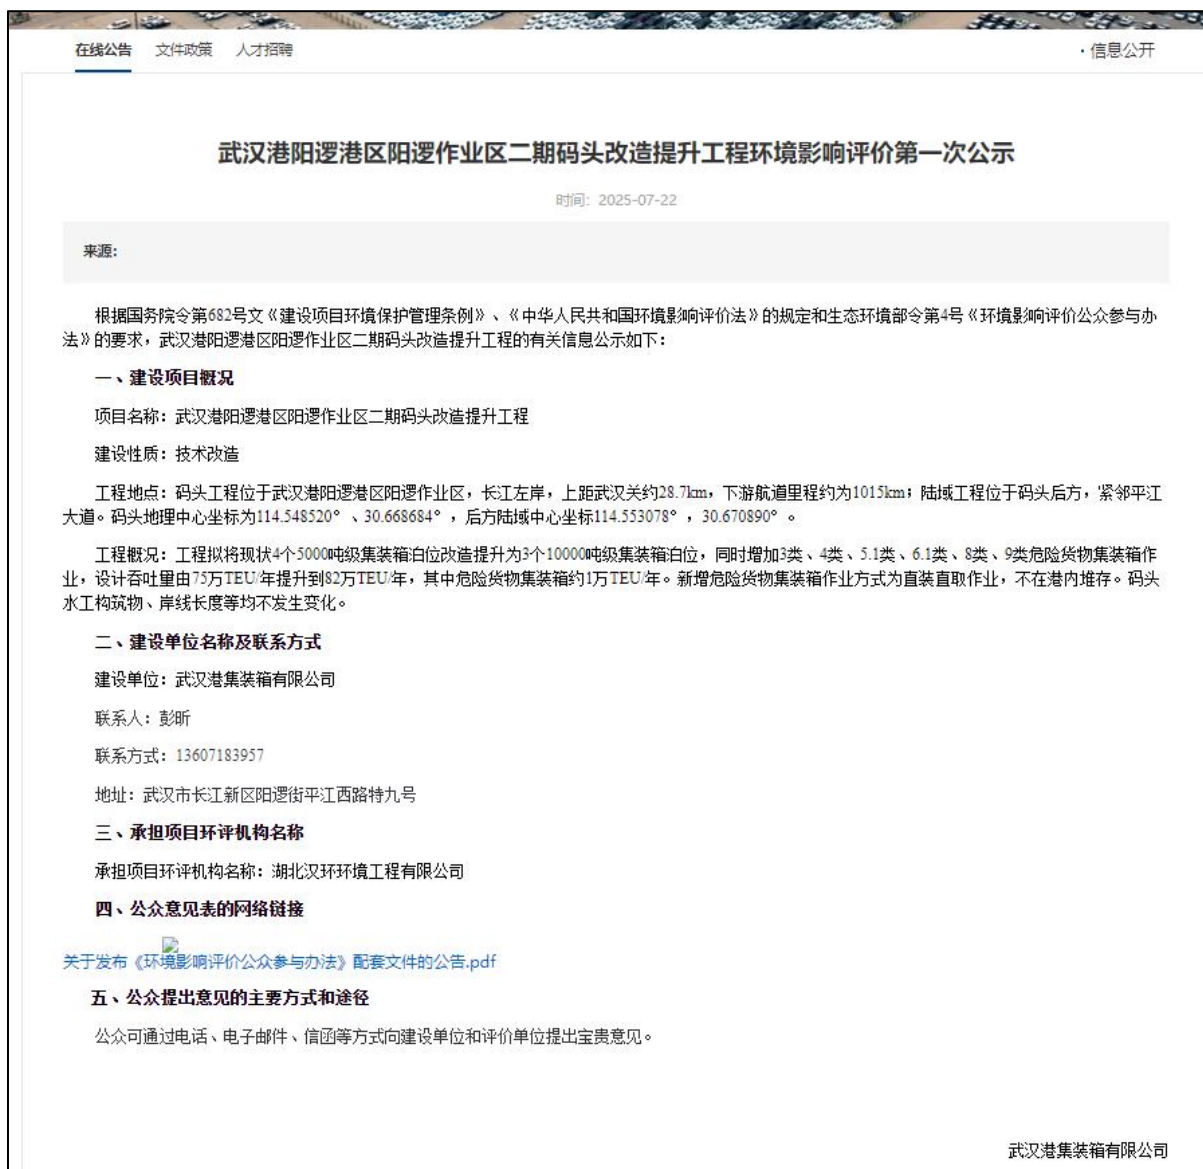 在线公告 文件政策 人才招聘 ·信息公开
武汉港阳逻港区阳逻作业区二期码头改造提升工程环境影响评价第一次公示
时间：2025-07-22
来源:
根据国务院令第682号文《建设项目环境保护管理条例》、《中华人民共和国环境影响评价法》的规定和生态环境部令第4号《环境影响评价公众参与办
法》的要求，武汉港阳逻港区阳逻作业区二期码头改造提升工程的有关信息公示如下：
一、建设项目概况
项目名称：武汉港阳逻港区阳逻作业区二期码头改造提升工程
建设性质：技术改造
工程地点：码头工程位于武汉港阳逻港区阳逻作业区，长江左岸，上距武汉关约28.7km，下游航道里程约为1015km；陆域工程位于码头后方，紧邻平江
大道。码头地理中心坐标为114.548520°、30.668684°，后方陆域中心坐标114.553078°，30.670890°。
工程概况：工程拟将现状4个5000吨级集装箱泊位改造提升为3个10000吨级集装箱泊位，同时增加3类、4类、5.1类、6.1类、8类、9类危险货物集装箱作
业，设计吞吐量由75万TEU/年提升到82万TEU/年，其中危险货物集装箱约1万TEU/年。新增危险货物集装箱作业方式为直装直取作业，不在港内堆存。码头
水工构筑物、岸线长度等均不发生变化。
二、建设单位名称及联系方式
建设单位：武汉港集装箱有限公司
联系人：彭昕
联系方式：13607183957
地址：武汉市长江新区阳逻街平江西路特九号
三、承担项目环评机构名称
承担项目环评机构名称：湖北汉环环境工程有限公司
四、公众意见表的网络链接
关于发布《环境影响评价公众参与办法》配套文件的公告.pdf
五、公众提出意见的主要方式和途径
公众可通过电话、电子邮件、信函等方式向建设单位和评价单位提出宝贵意见。
武汉港集装箱有限公司